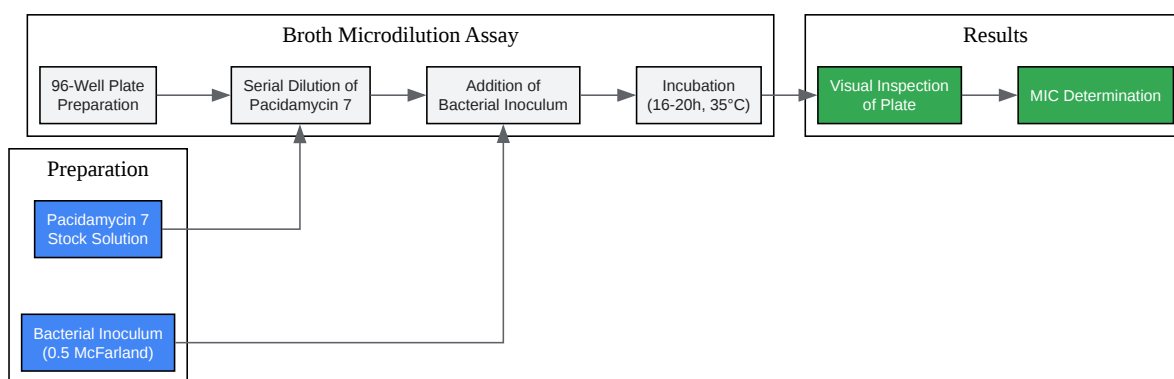 Broth Microdilution Assay
96-Well Plate
Preparation
Serial Dilution of
Pacidamycin 7
Addition of
Bacterial Inoculum
Incubation
(16-20h, 35°C)
Results
Visual Inspection
of Plate
MIC Determination
Preparation
Pacidamycin 7
Stock Solution
Bacterial Inoculum
(0.5 McFarland)